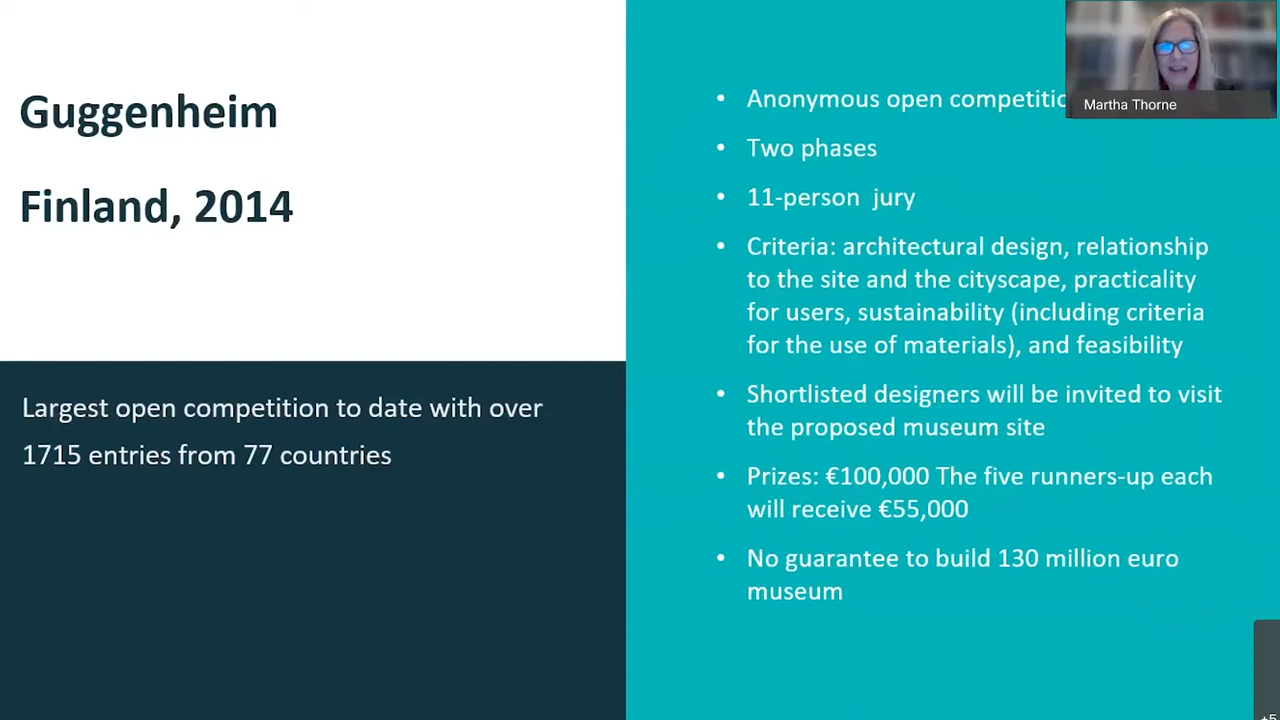 Guggenheim
Finland, 2014
Largest open competition to date with over
1715 entries from 77 countries
• Anonymous open competitio
• Two phases
• 11-person jury
• Criteria: architectural design, relationship
to the site and the cityscape, practicality
for users, sustainability (including criteria
for the use of materials), and feasibility
• Shortlisted designers will be invited to visit
the proposed museum site
• Prizes: €100,000 The five runners-up each
will receive €55,000
• No guarantee to build 130 million euro
museum
Martha Thorne